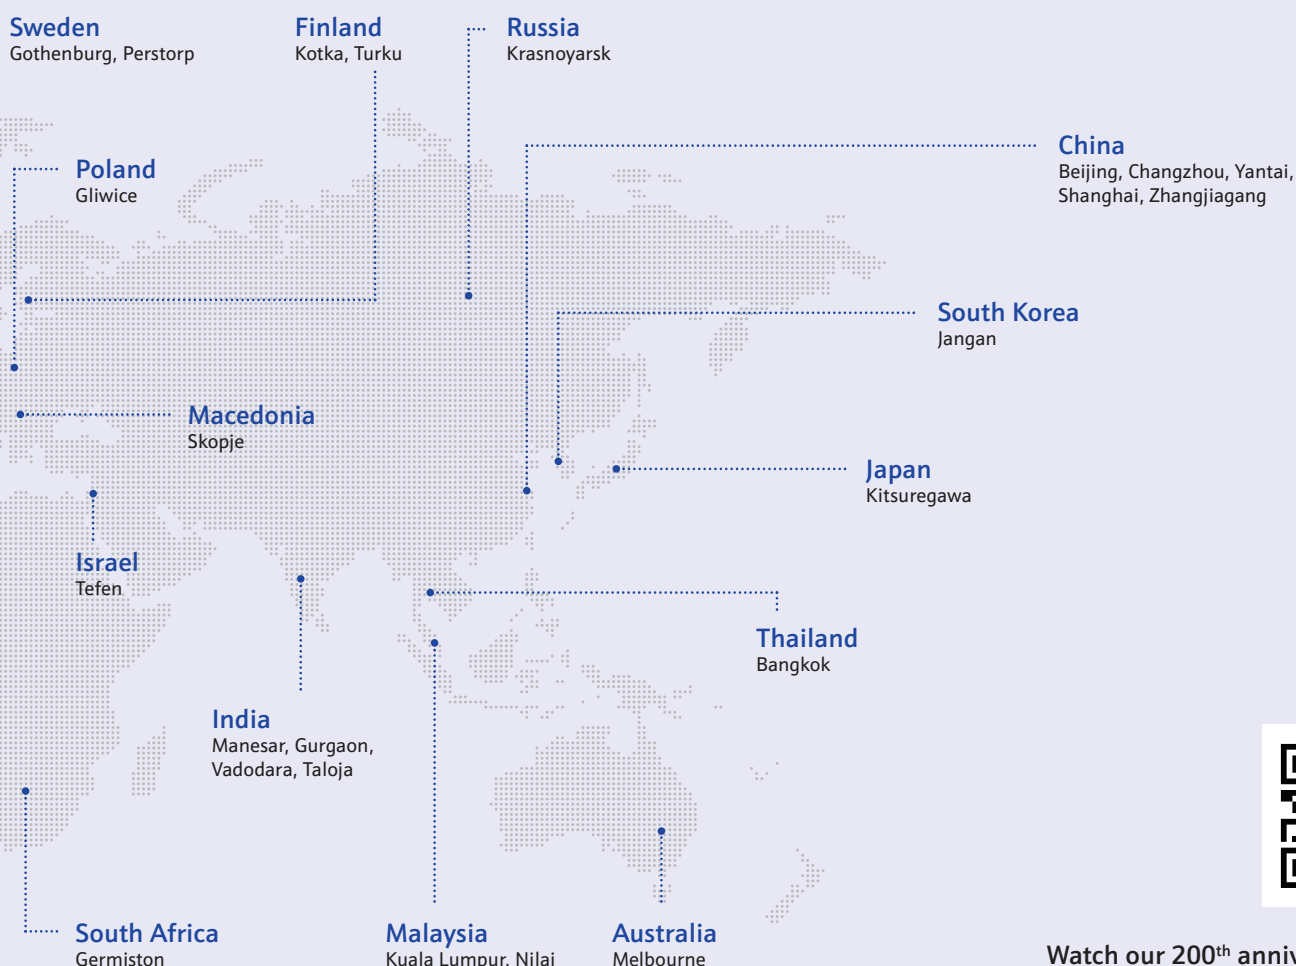 Sweden
Gothenburg, Perstorp
Finland
Kotka, Turku
Russia
Krasnoyarsk
China
Beijing, Changzhou, Yantai,
Shanghai, Zhangjiagang
Poland
Gliwice
South Korea
Jangan
Macedonia
Skopje
Japan
Kitsuregawa
Israel
Tefen
Thailand
Bangkok
India
Manesar, Gurgaon,
Vadodara, Taloja
South Africa
Germiston
Malaysia
Kuala Lumpur, Nilai
Australia
Melbourne
Watch our 200th